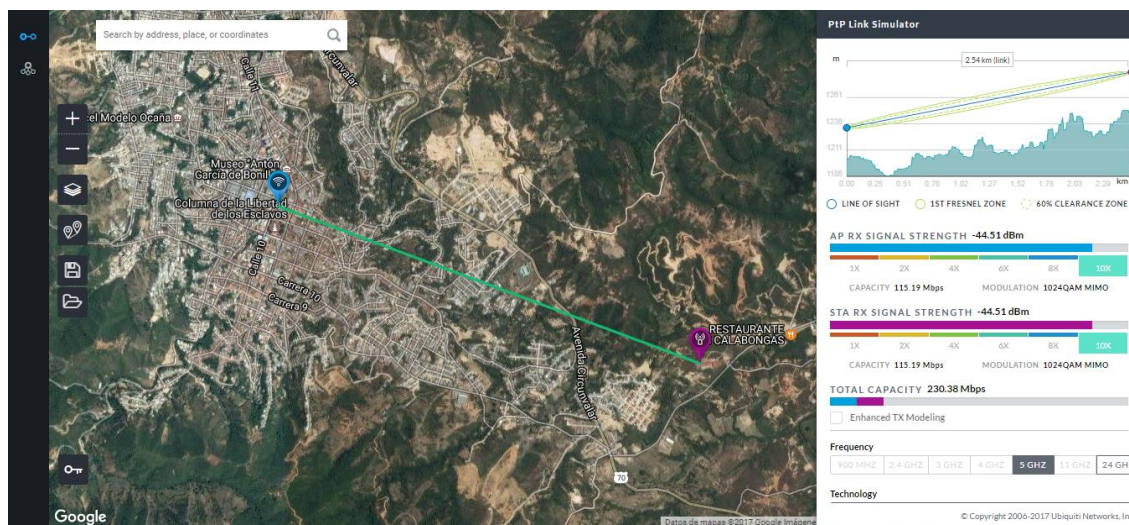 Search by address, place, or coordinates
Calle 11
Circunvalar
cel Modelo Ocaña
Museo "Antón
García de Bonill
Columna de la Libertad
de los Esclavos
Calle 10
Carrera 10
Carrera 9
Avenida Circunvalar
RESTAURANTE
CALABONGAS
70
Google
Datos de mapas ©2017 Google Imágene
PtP Link Simulator
m
2.54 km (link)
1261
1236
1211
1186
0.00 0.25 0.51 0.76 1.02 1.27 1.52 1.78 2.03 2.29 km
LINE OF SIGHT 1ST FRESNEL ZONE 60% CLEARANCE ZONE
AP RX SIGNAL STRENGTH -44.51 dBm
1X 2X 4X 6X 8X 10X
CAPACITY 115.19 Mbps MODULATION 1024QAM MIMO
STA RX SIGNAL STRENGTH -44.51 dBm
1X 2X 4X 6X 8X 10X
CAPACITY 115.19 Mbps MODULATION 1024QAM MIMO
TOTAL CAPACITY 230.38 Mbps
Enhanced TX Modeling
Frequency
900 MHZ 2.4 GHZ 3 GHZ 4 GHZ 5 GHZ 11 GHZ 24 GH
Technology
© Copyright 2006-2017 Ubiquiti Networks, In